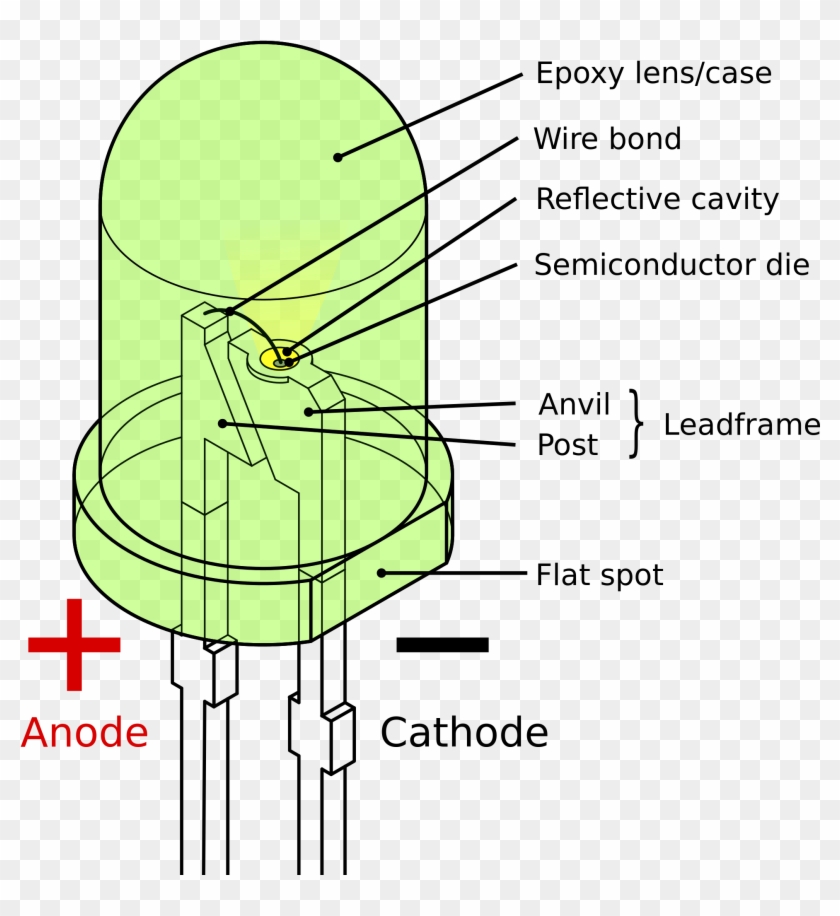 Epoxy lens/case
Wire bond
Reflective cavity
Semiconductor die
Anvil
Post
Leadframe
Flat spot
+
−
Anode
Cathode